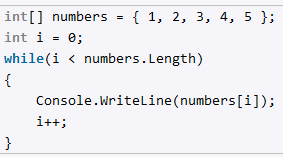 int[] numbers = { 1, 2, 3, 4, 5 };
int i = 0;
while(i < numbers.Length)
{
    Console.WriteLine(numbers[i]);
    i++;
}